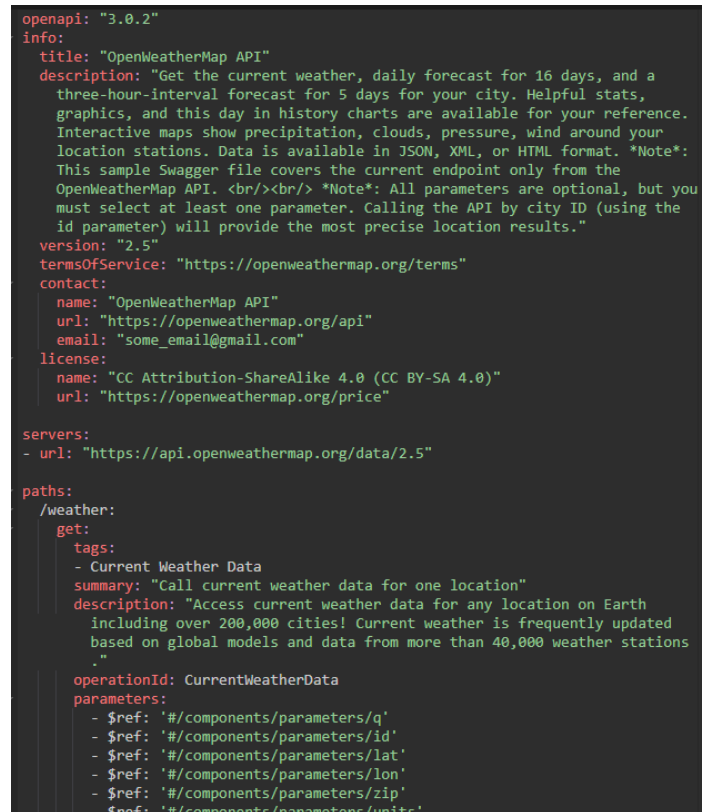 openapi: "3.0.2"
info:
title: "OpenWeatherMap API"
description: "Get the current weather, daily forecast for 16 days, and a
three-hour-interval forecast for 5 days for your city. Helpful stats,
graphics, and this day in history charts are available for your reference.
Interactive maps show precipitation, clouds, pressure, wind around your
location stations. Data is available in JSON, XML, or HTML format. *Note*:
This sample Swagger file covers the current endpoint only from the
OpenWeatherMap API. <br/><br/> *Note*: All parameters are optional, but you
must select at least one parameter. Calling the API by city ID (using the
id parameter) will provide the most precise location results."
version: "2.5"
termsOfService: "https://openweathermap.org/terms"
contact:
name: "OpenWeatherMap API"
url: "https://openweathermap.org/api"
email: "some_email@gmail.com"
license:
name: "CC Attribution-ShareAlike 4.0 (CC BY-SA 4.0)"
url: "https://openweathermap.org/price"
servers:
- url: "https://api.openweathermap.org/data/2.5"
paths:
/weather:
get:
tags:
- Current Weather Data
summary: "Call current weather data for one location"
description: "Access current weather data for any location on Earth
including over 200,000 cities! Current weather is frequently updated
based on global models and data from more than 40,000 weather stations
."
operationId: CurrentWeatherData
parameters:
- $ref: '#/components/parameters/q'
- $ref: '#/components/parameters/id'
- $ref: '#/components/parameters/lat'
- $ref: '#/components/parameters/lon'
- $ref: '#/components/parameters/zip'
- $ref: '#/components/parameters/units'